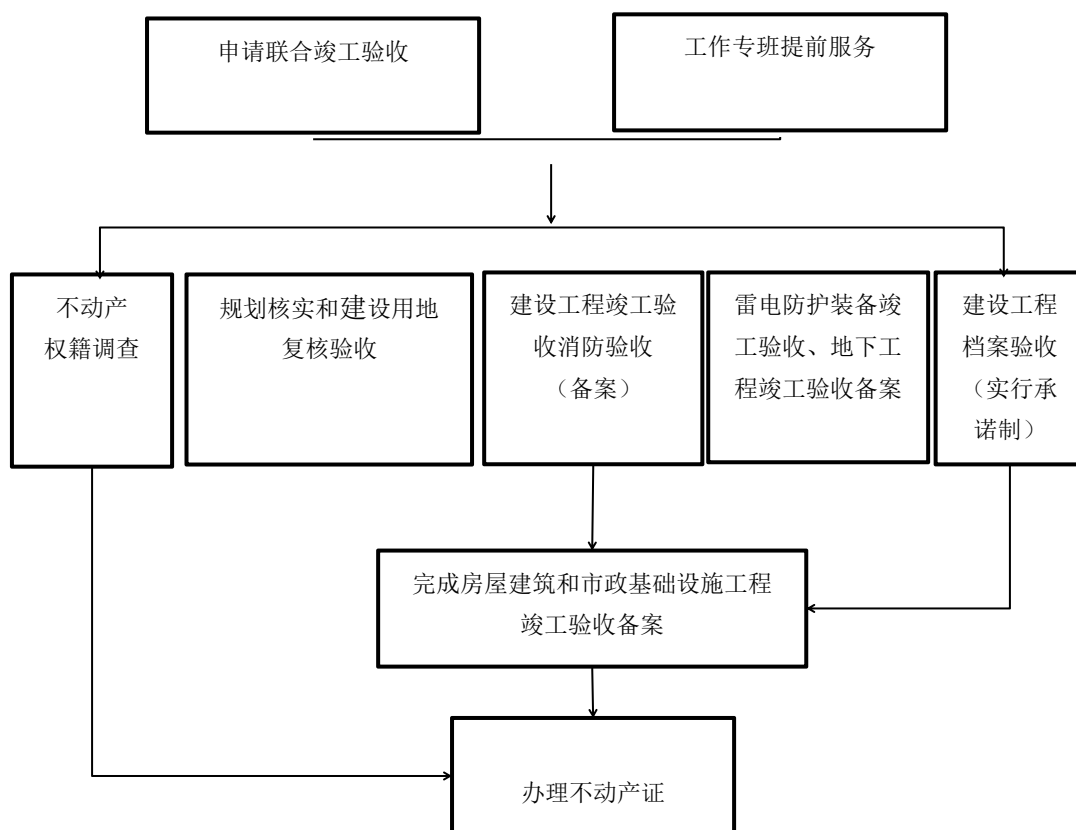 申请联合竣工验收
工作专班提前服务
不动产
权籍调查
规划核实和建设用地
复核验收
建设工程竣工验
收消防验收
（备案）
雷电防护装备竣
工验收、地下工
程竣工验收备案
建设工程
档案验收
（实行承
诺制）
完成房屋建筑和市政基础设施工程
竣工验收备案
办理不动产证